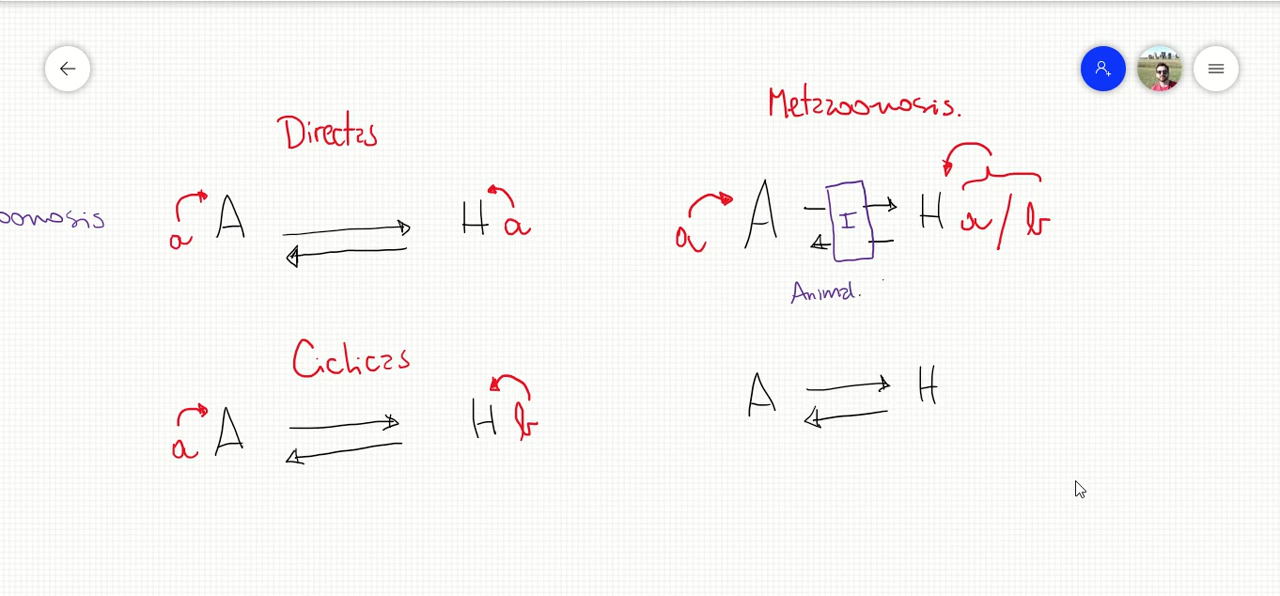 Directas
Metazoonosis.
a A H a
A I H a/b
a
oonosis
Animal.
Ciclicas
a A H b
A H